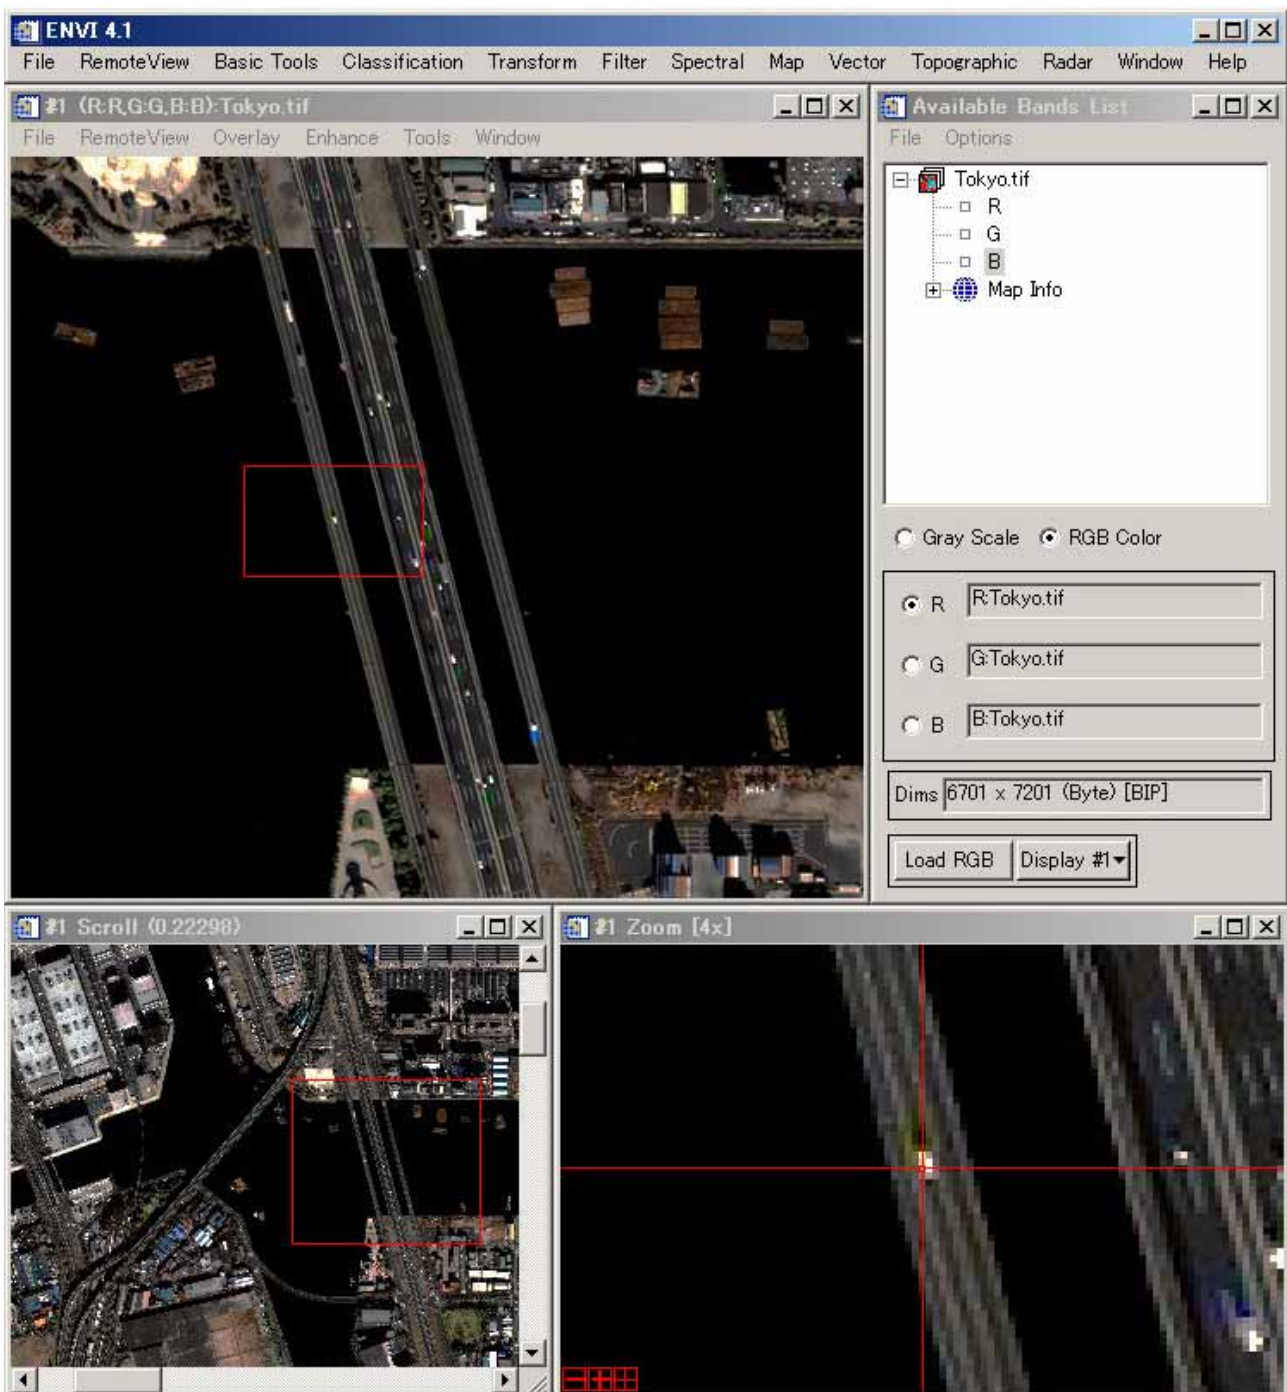 ENVI 4.1
File RemoteView Basic Tools Classification Transform Filter Spectral Map Vector Topographic Radar Window Help
#1 (R:R,G:G,B:B):Tokyo.tif
File RemoteView Overlay Enhance Tools Window
Available Bands List
File Options
Tokyo.tif
R
G
B
Map Info
Gray Scale RGB Color
R R:Tokyo.tif
G G:Tokyo.tif
B B:Tokyo.tif
Dims 6701 x 7201 (Byte) [BIP]
Load RGB Display #1
#1 Scroll (0.22298)
#1 Zoom [4x]